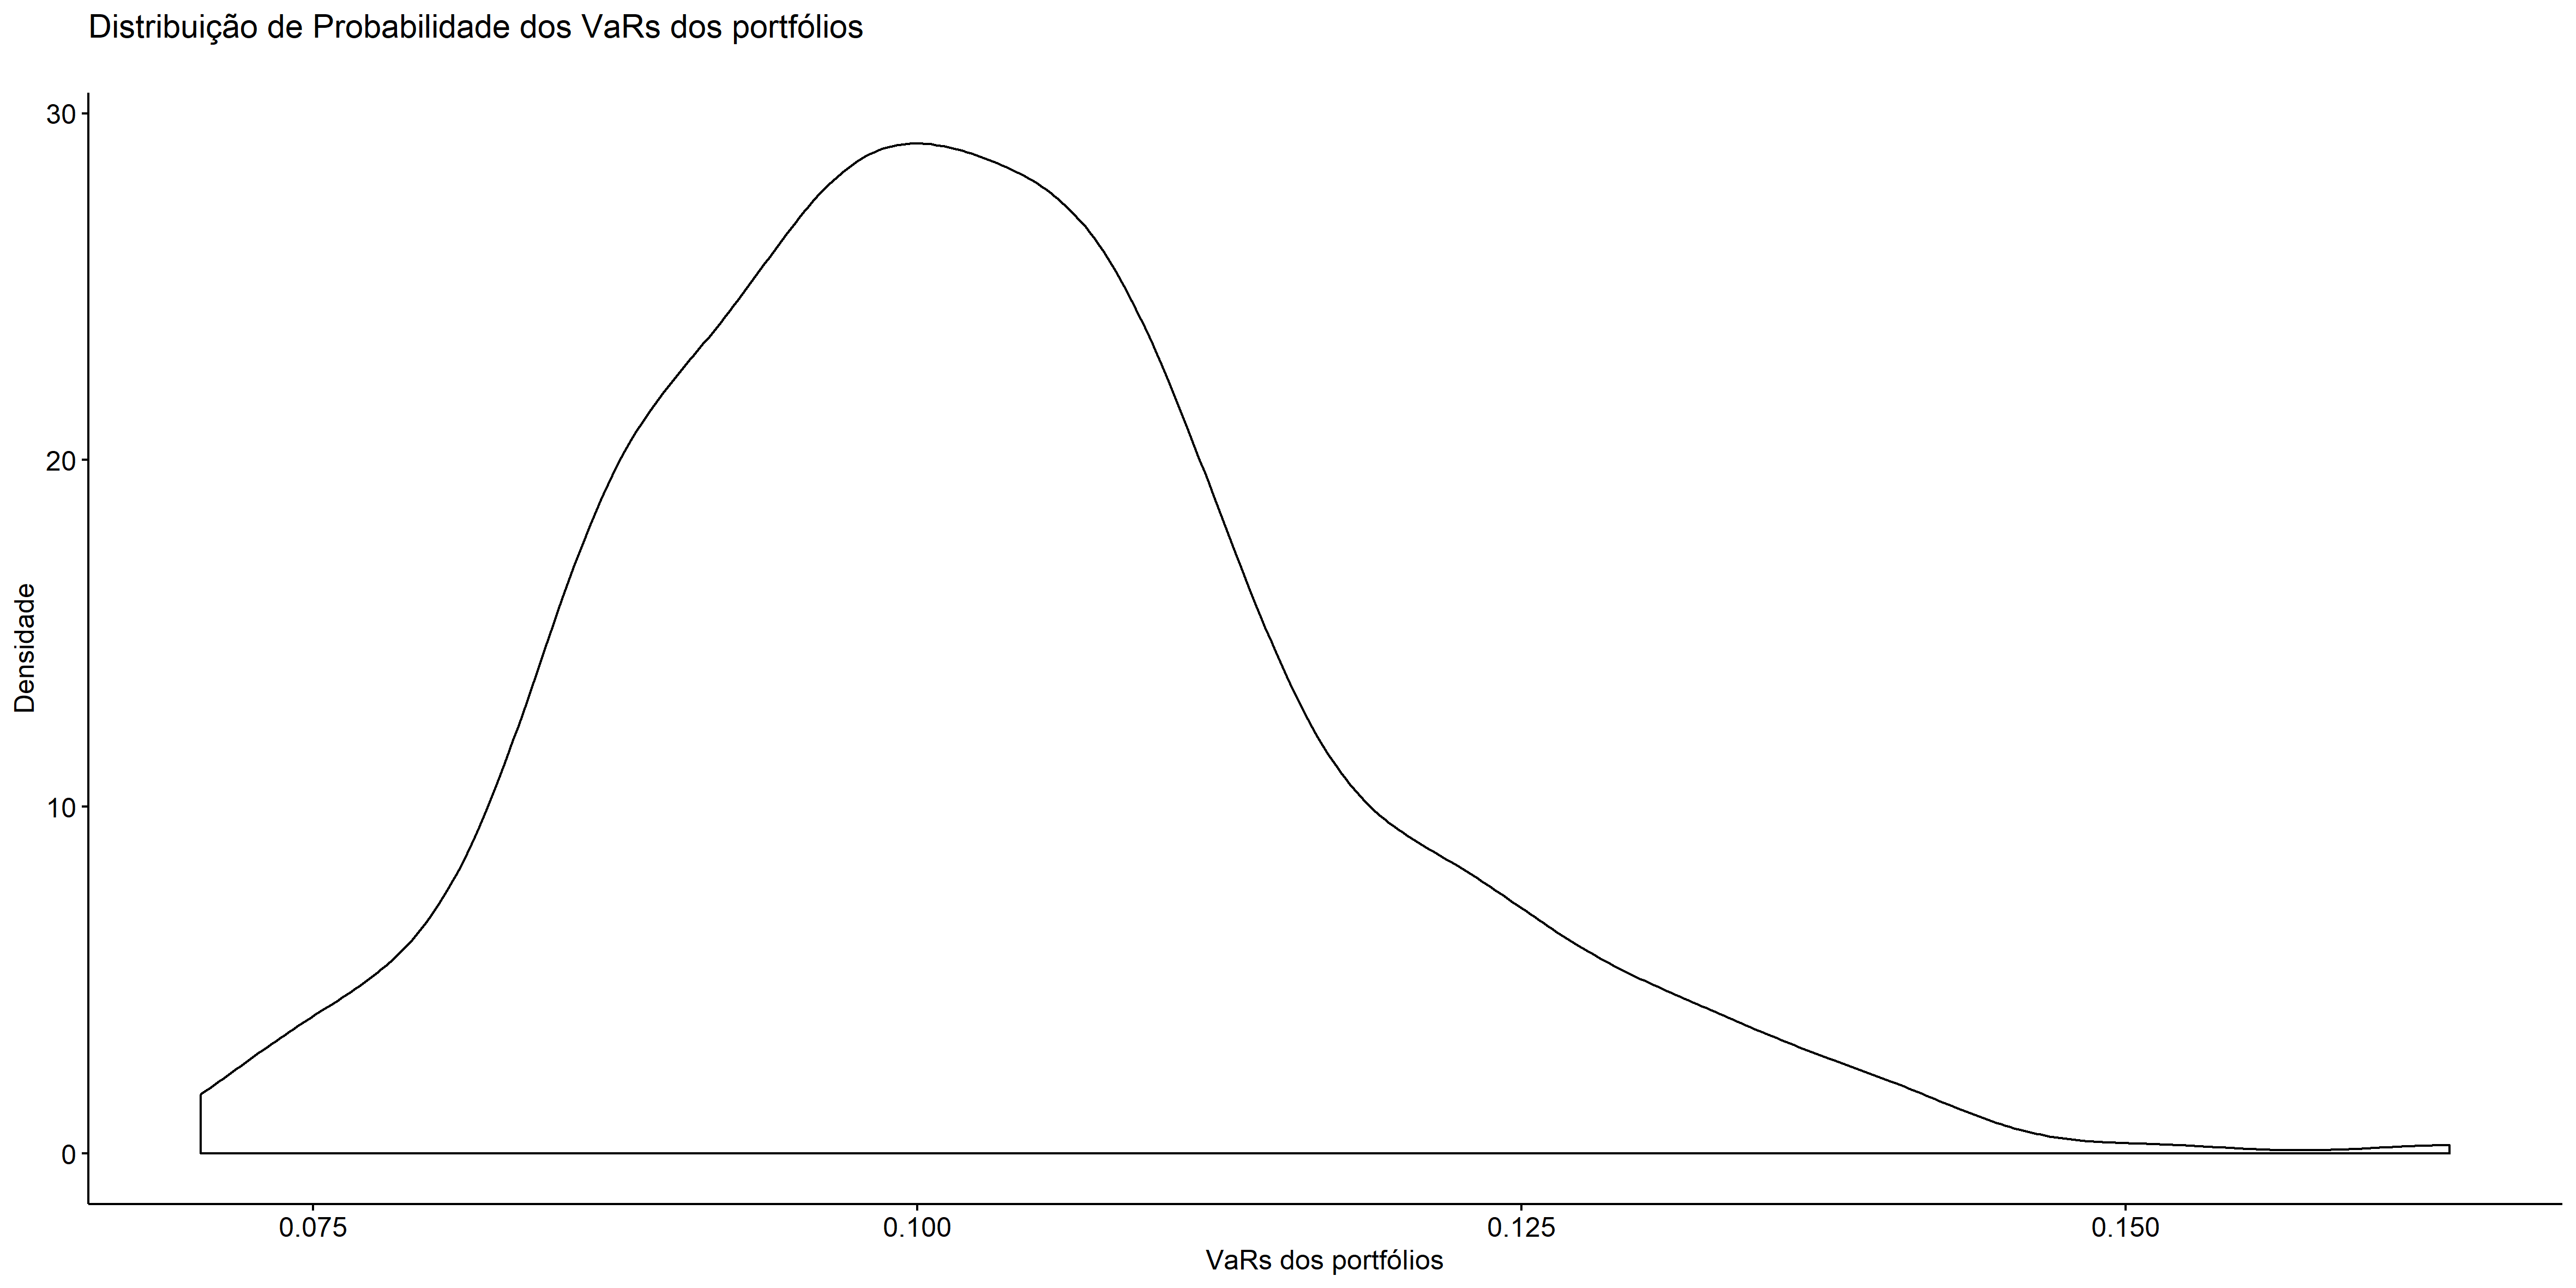 Distribuição de Probabilidade dos VaRs dos portfólios
30
20
10
0
Densidade
0.075 0.100 0.125 0.150
VaRs dos portfólios